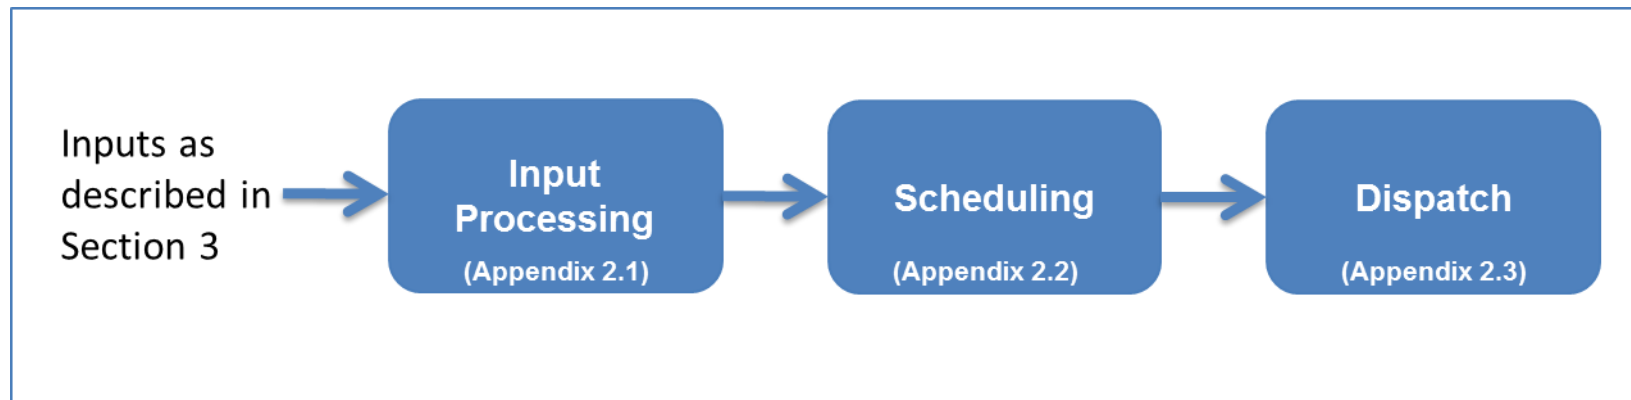 Inputs as
described in
Section 3
Input
Processing
(Appendix 2.1)
Scheduling
(Appendix 2.2)
Dispatch
(Appendix 2.3)